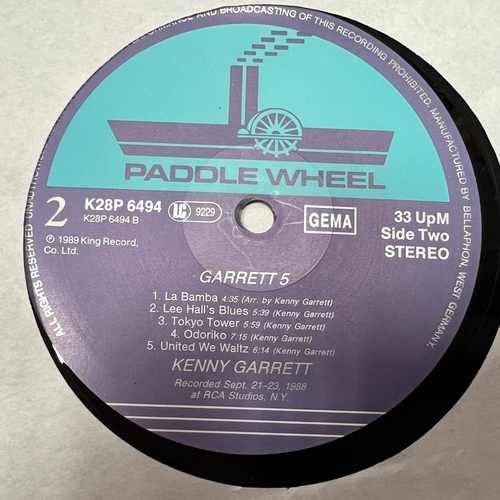 FORMANCE AND BROADCASTING OF THIS RECORDING PROHIBITED. MANUFACTURED BY BELLAPHON, WEST GERMANY.
PADDLE WHEEL
2
K28P 6494
K28P 6494 B
LC 9229
GEMA
33 UpM
Side Two
STEREO
℗ 1989 King Record,
Co. Ltd.
GARRETT 5
1. La Bamba 4:35 (Arr. by Kenny Garrett)
2. Lee Hall's Blues 5:39 (Kenny Garrett)
3. Tokyo Tower 5:59 (Kenny Garrett)
4. Odoriko 7:15 (Kenny Garrett)
5. United We Waltz 6:14 (Kenny Garrett)
KENNY GARRETT
Recorded Sept. 21-23, 1988
at RCA Studios, N.Y.
ALL RIGHTS RESERVED